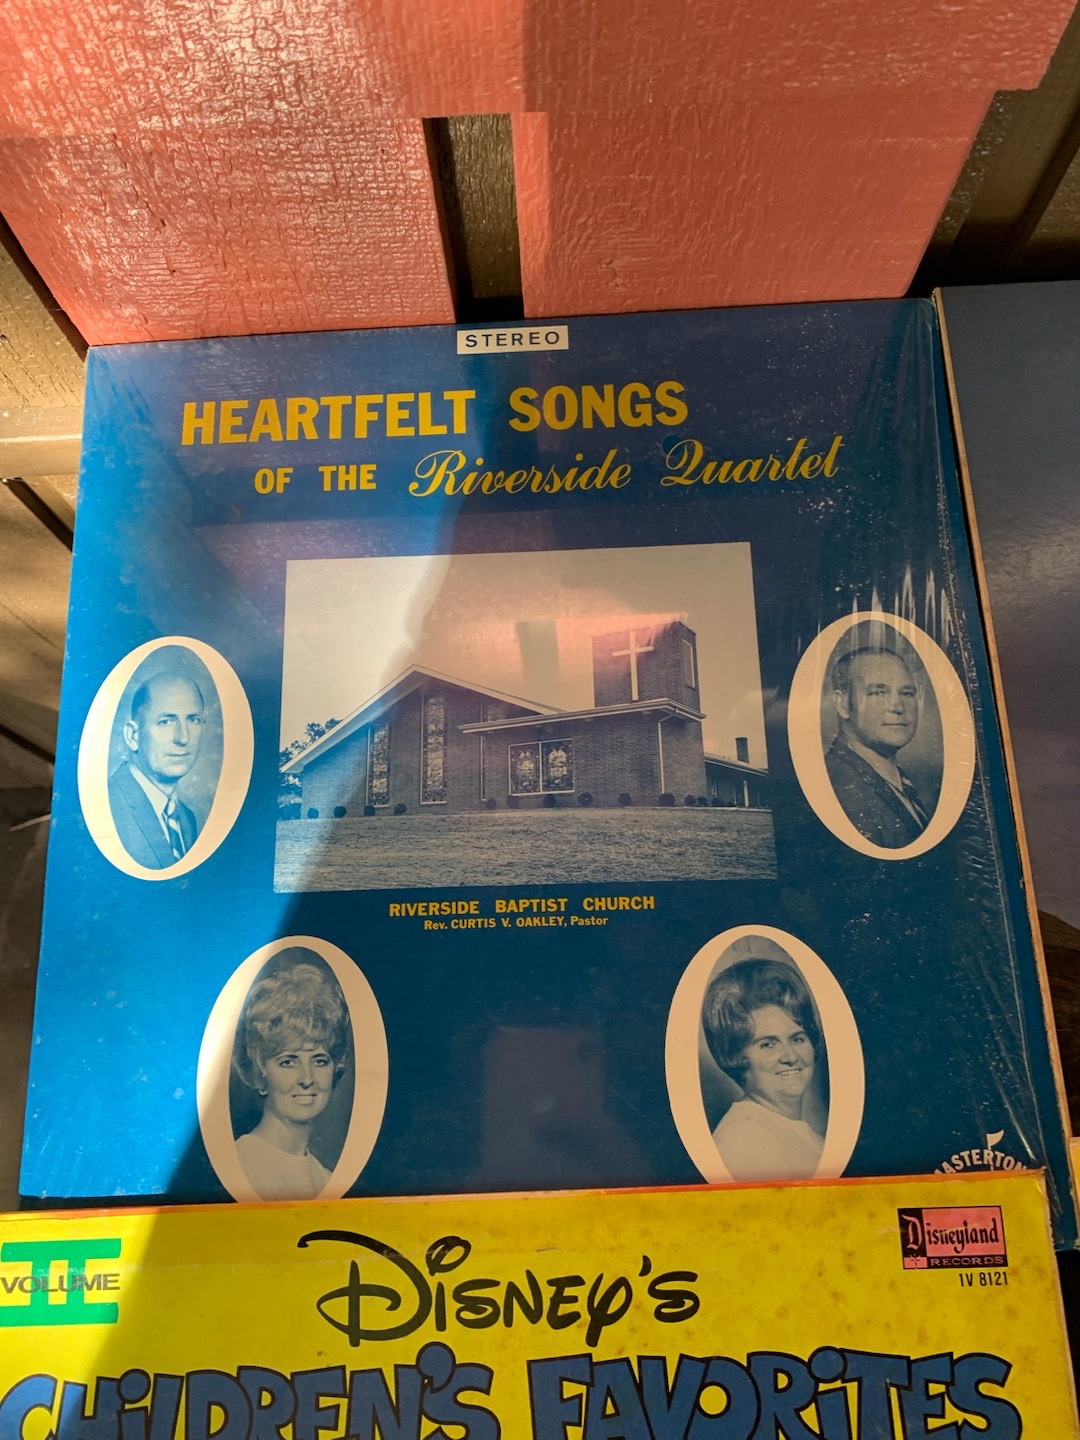 STEREO
HEARTFELT SONGS
OF THE Riverside Quartet
RIVERSIDE BAPTIST CHURCH
Rev. CURTIS V. OAKLEY, Pastor
MASTERTON
VOLUME
II
Disney's
Disneyland
RECORDS
1V 8121
CHiLDREN'S FAVORiTES